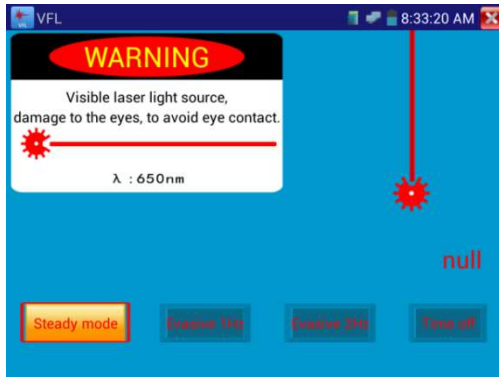 VFL
8:33:20 AM
WARNING
Visible laser light source,
damage to the eyes, to avoid eye contact.
λ : 650nm
null
Steady mode
Evasive 1Hz
Evasive 2Hz
Time off